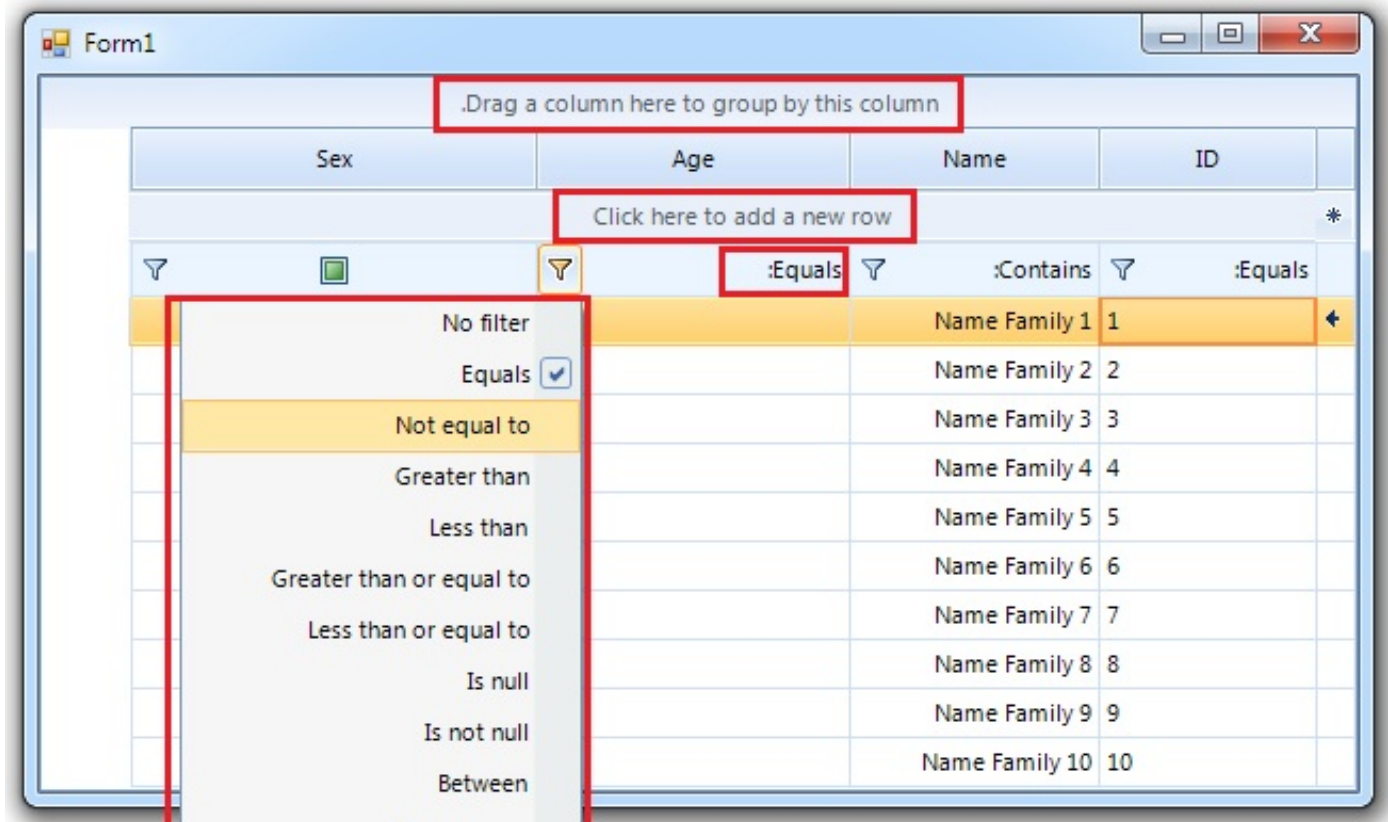 Form1
.Drag a column here to group by this column
Sex Age Name ID
Click here to add a new row
:Equals :Contains :Equals
No filter Name Family 1 1
Equals Name Family 2 2
Not equal to Name Family 3 3
Greater than Name Family 4 4
Less than Name Family 5 5
Greater than or equal to Name Family 6 6
Less than or equal to Name Family 7 7
Is null Name Family 8 8
Is not null Name Family 9 9
Between Name Family 10 10